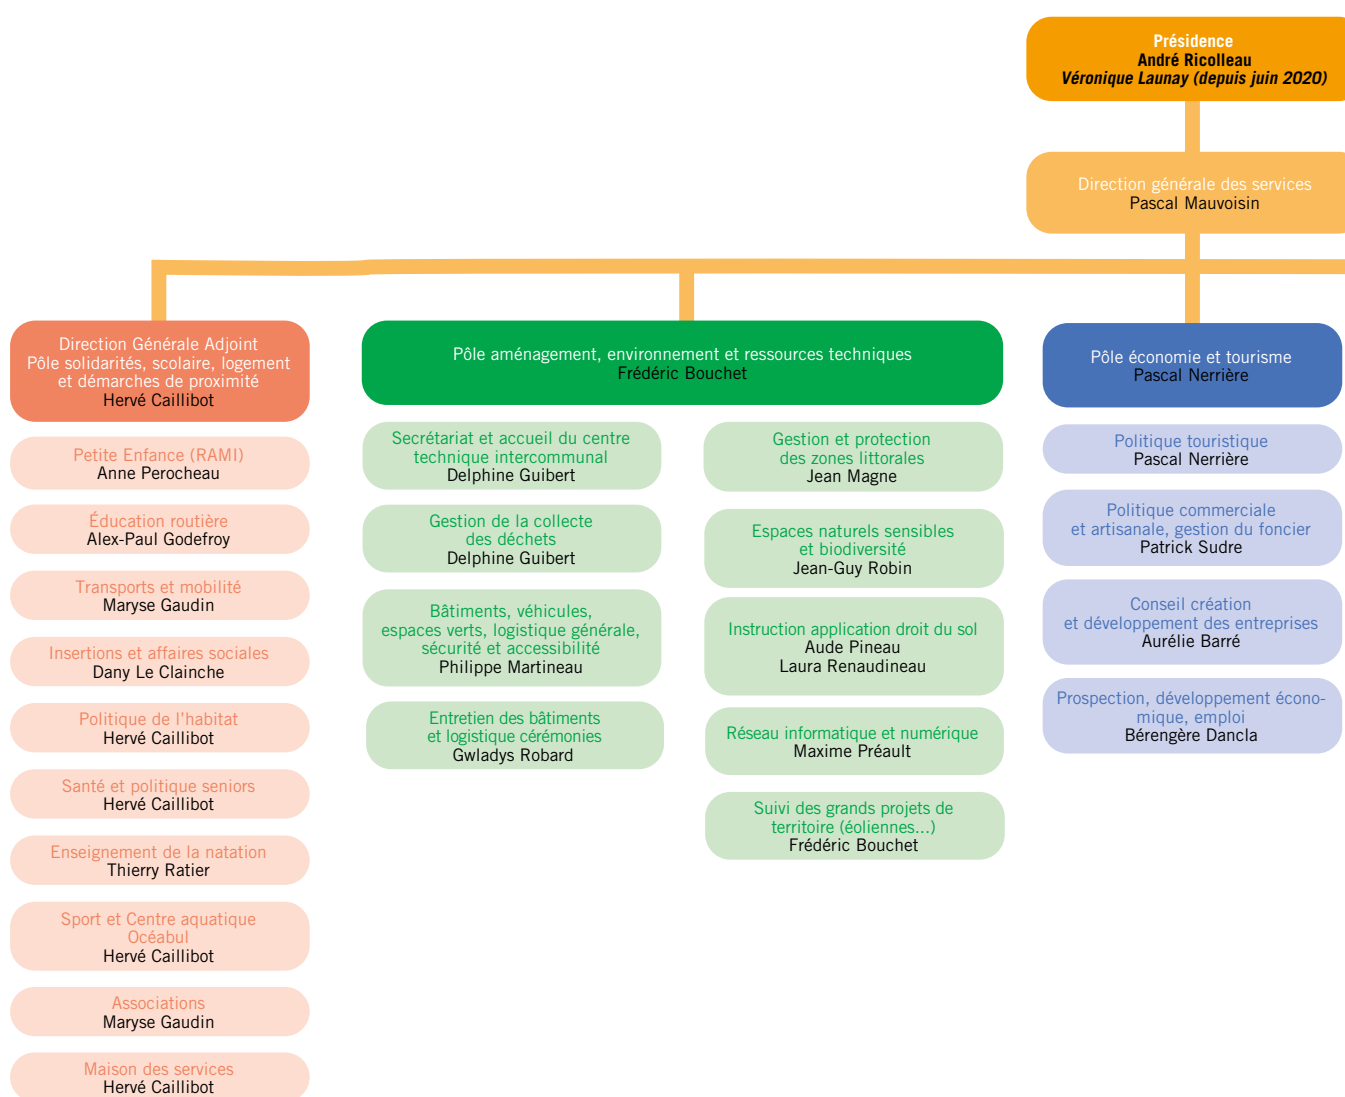 Présidence
André Ricolleau
Véronique Launay (depuis juin 2020)
Direction générale des services
Pascal Mauvoisin
Direction Générale Adjoint
Pôle solidarités, scolaire, logement
et démarches de proximité
Hervé Caillibot
Petite Enfance (RAMI)
Anne Perocheau
Éducation routière
Alex-Paul Godefroy
Transports et mobilité
Maryse Gaudin
Insertions et affaires sociales
Dany Le Clainche
Politique de l'habitat
Hervé Caillibot
Santé et politique seniors
Hervé Caillibot
Enseignement de la natation
Thierry Ratier
Sport et Centre aquatique
Océabul
Hervé Caillibot
Associations
Maryse Gaudin
Maison des services
Hervé Caillibot
Pôle aménagement, environnement et ressources techniques
Frédéric Bouchet
Secrétariat et accueil du centre
technique intercommunal
Delphine Guibert
Gestion de la collecte
des déchets
Delphine Guibert
Bâtiments, véhicules,
espaces verts, logistique générale,
sécurité et accessibilité
Philippe Martineau
Entretien des bâtiments
et logistique cérémonies
Gwladys Robard
Gestion et protection
des zones littorales
Jean Magne
Espaces naturels sensibles
et biodiversité
Jean-Guy Robin
Instruction application droit du sol
Aude Pineau
Laura Renaudineau
Réseau informatique et numérique
Maxime Préault
Suivi des grands projets de
territoire (éoliennes...)
Frédéric Bouchet
Pôle économie et tourisme
Pascal Nerrière
Politique touristique
Pascal Nerrière
Politique commerciale
et artisanale, gestion du foncier
Patrick Sudre
Conseil création
et développement des entreprises
Aurélie Barré
Prospection, développement écono-
mique, emploi
Bérengère Dancla